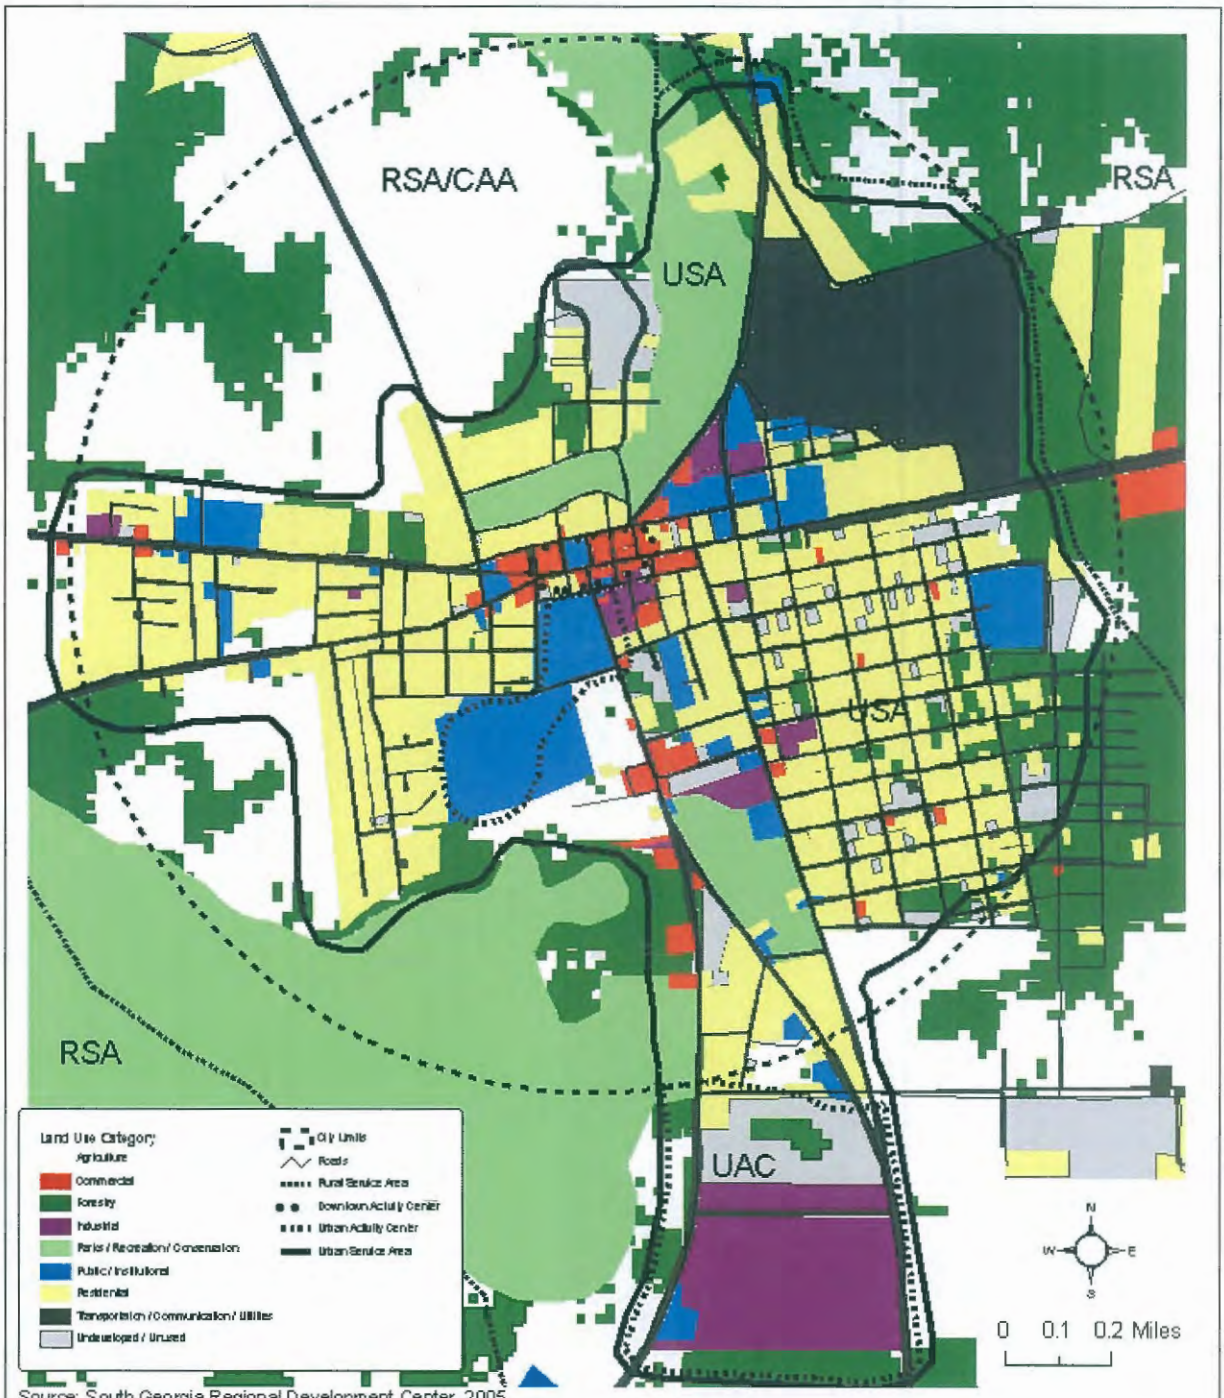 RSA/CAA
RSA
USA
USA
RSA
UAC
Land Use Category
Agriculture
Commercial
Forestry
Industrial
Parks / Recreation / Conservation
Public / Institutional
Residential
Transportation / Communication / Utilities
Undeveloped / Unused
City Limits
Roads
Rural Service Area
Downtown Activity Center
Urban Activity Center
Urban Service Area
N
W E
S
0 0.1 0.2 Miles
Source: South Georgia Regional Development Center, 2005